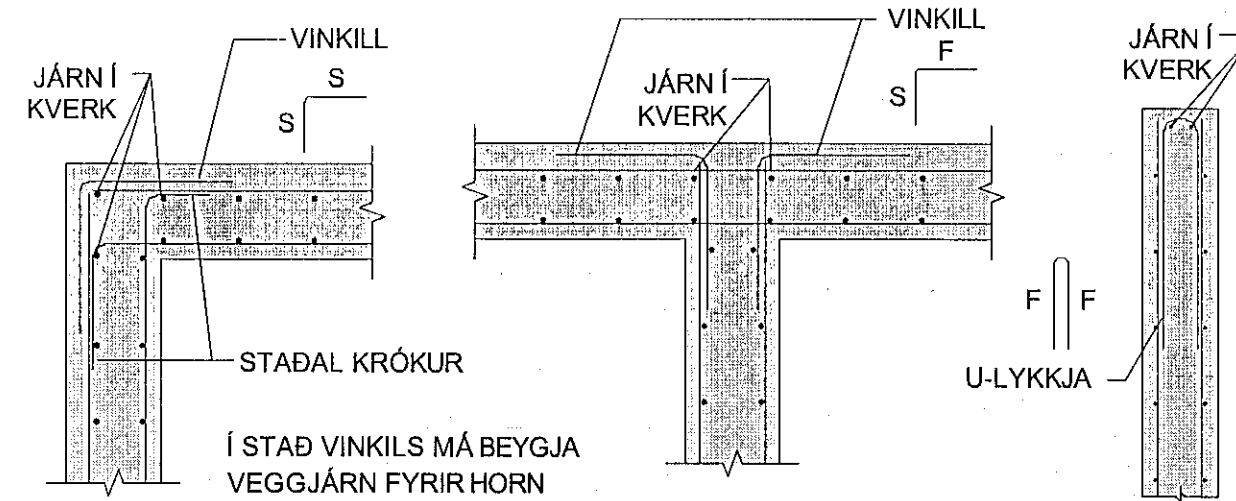 VINKILL
S
S
JÁRN Í
KVERK
STAÐAL KRÓKUR
Í STAÐ VINKILS MÁ BEYGJA
VEGGJÁRN FYRIR HORN
VINKILL
F
S
JÁRN Í
KVERK
JÁRN Í
KVERK
F F
U-LYKKJA